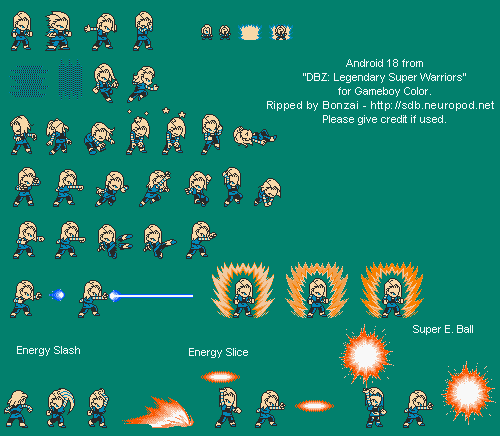 Android 18 from
"DBZ: Legendary Super Warriors"
for Gameboy Color.
Ripped by Bonzai - http://sdb.neuropod.net
Please give credit if used.
Super E. Ball
Energy Slash
Energy Slice